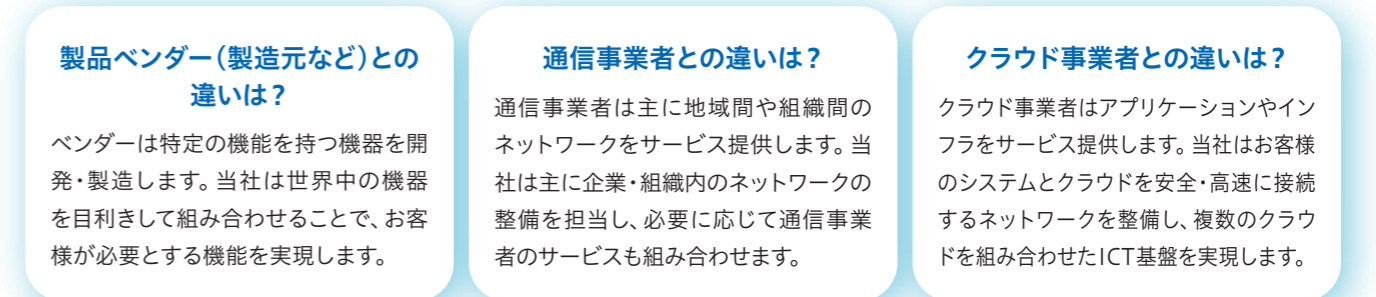 製品ベンダー(製造元など)との
違いは?
ベンダーは特定の機能を持つ機器を開
発・製造します。当社は世界中の機器
を目利きして組み合わせることで、お客
様が必要とする機能を実現します。
通信事業者との違いは?
通信事業者は主に地域間や組織間の
ネットワークをサービス提供します。当
社は主に企業・組織内のネットワークの
整備を担当し、必要に応じて通信事業
者のサービスも組み合わせます。
クラウド事業者との違いは?
クラウド事業者はアプリケーションやイン
フラをサービス提供します。当社はお客様
のシステムとクラウドを安全・高速に接続
するネットワークを整備し、複数のクラウ
ドを組み合わせたICT基盤を実現します。